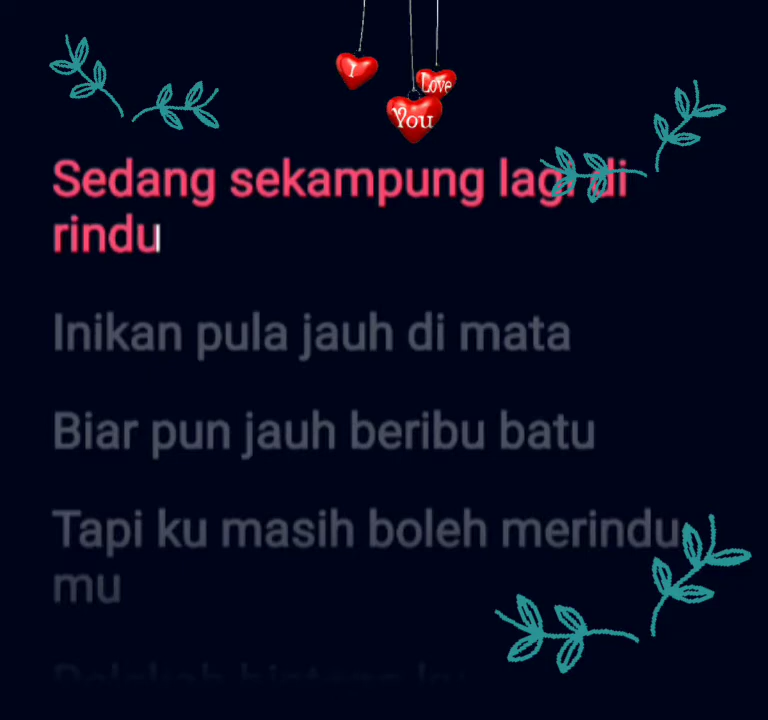 I
Love
You
Sedang sekampung lagi di
rindu
Inikan pula jauh di mata
Biar pun jauh beribu batu
Tapi ku masih boleh merindu
mu